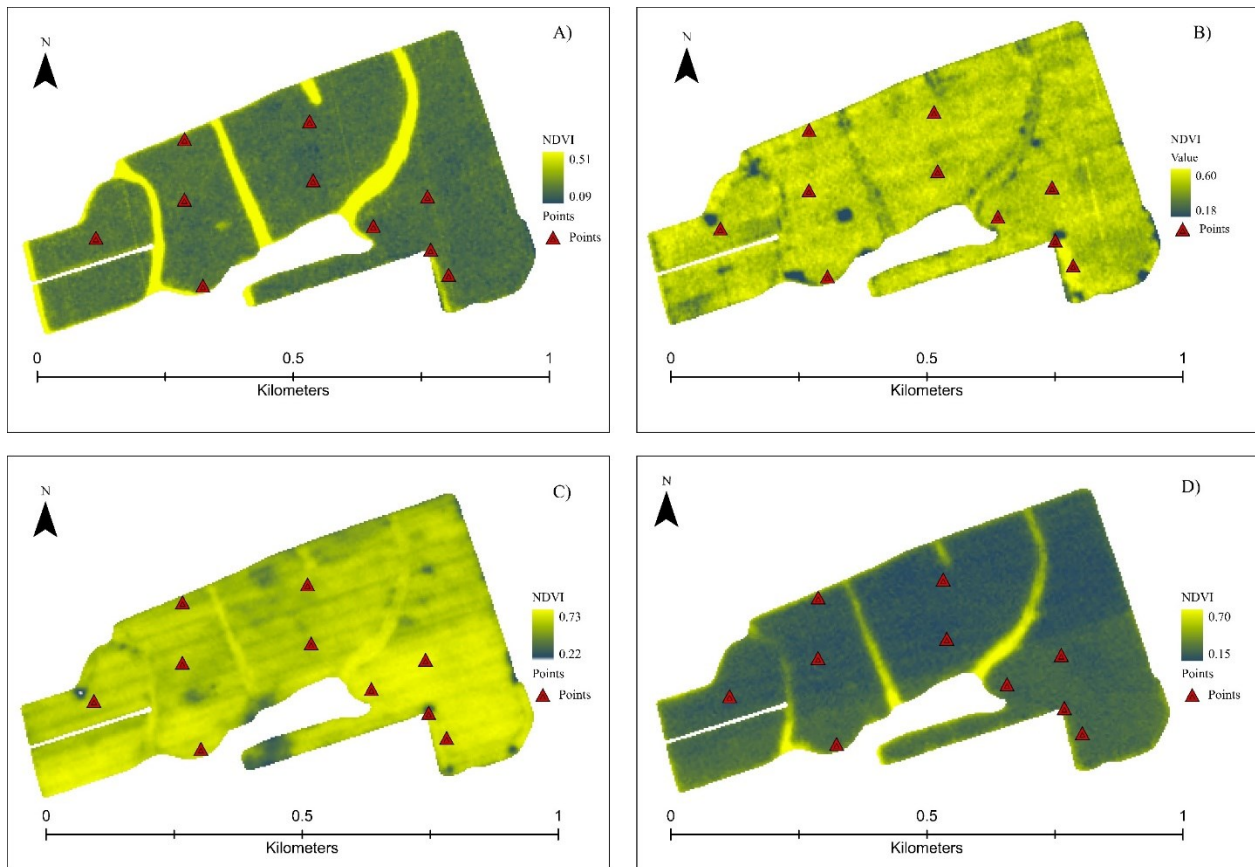 A)
N
NDVI
0.51
0.09
Points
Points
0
0.5
1
Kilometers
B)
N
NDVI
Value
0.60
0.18
Points
0
0.5
1
Kilometers
C)
N
NDVI
0.73
0.22
Points
Points
0
0.5
1
Kilometers
D)
N
NDVI
0.70
0.15
Points
Points
0
0.5
1
Kilometers